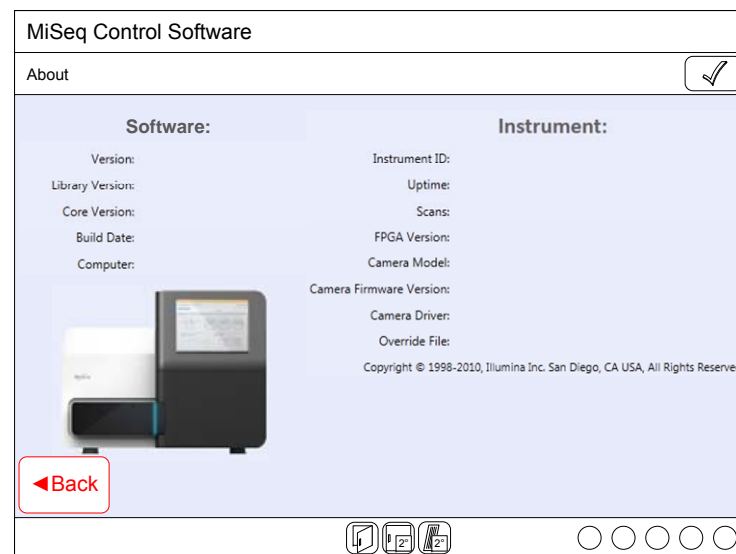 MiSeq Control Software
About
Software:
Version:
Library Version:
Core Version:
Build Date:
Computer:
Instrument:
Instrument ID:
Uptime:
Scans:
FPGA Version:
Camera Model:
Camera Firmware Version:
Camera Driver:
Override File:
Copyright © 1998-2010, Illumina Inc. San Diego, CA USA, All Rights Reserve
◄Back
2°
2°